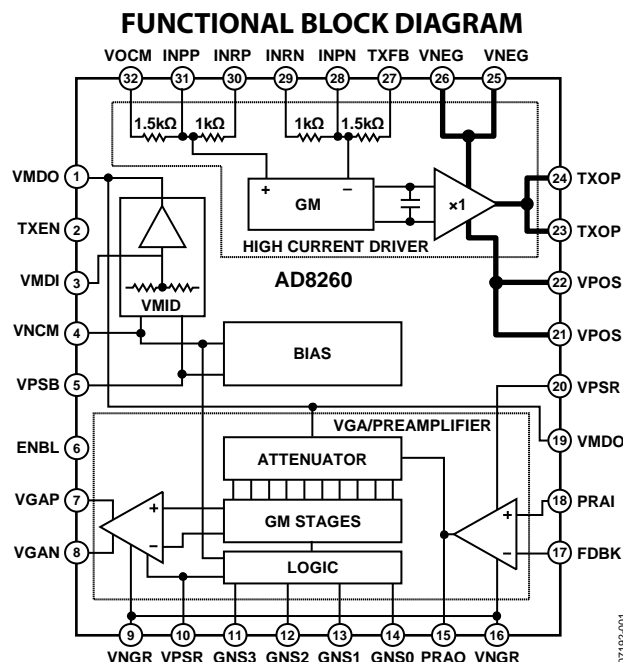 FUNCTIONAL BLOCK DIAGRAM
VOCM INPP INRP INRN INPN TXFB VNEG VNEG
32 31 30 29 28 27 26 25
1.5kΩ 1kΩ 1kΩ 1.5kΩ
VMDO 1
TXEN 2
VMDI 3
VNCM 4
VPSB 5
ENBL 6
VGAP 7
VGAN 8
+ −
GM
×1
HIGH CURRENT DRIVER
AD8260
VMID
BIAS
24 TXOP
23 TXOP
22 VPOS
21 VPOS
20 VPSR
19 VMDO
18 PRAI
17 FDBK
VGA/PREAMPLIFIER
ATTENUATOR
+
−
GM STAGES
LOGIC
+
−
9 10 11 12 13 14 15 16
VNGR VPSR GNS3 GNS2 GNS1 GNS0 PRAO VNGR
07192-001